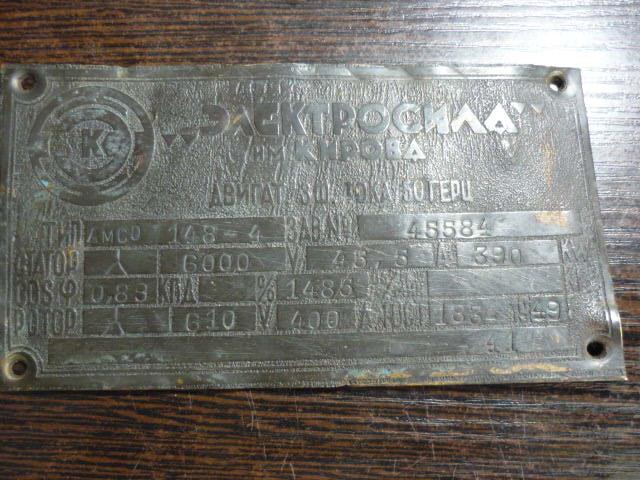 К
„ЭЛЕКТРОСИЛА"
ИМ КИРОВА
ДВИГАТ 3Ф. ТОКА 50 ГЕРЦ
ТИП АМСО 148-4 ЗАВ.№ 45584
СТАТОР 6000 V 45,5 A 390 KW
COS φ 0,83 КПД % 1485
РОТОР 610 V 400 A ГОСТ 183- 1949